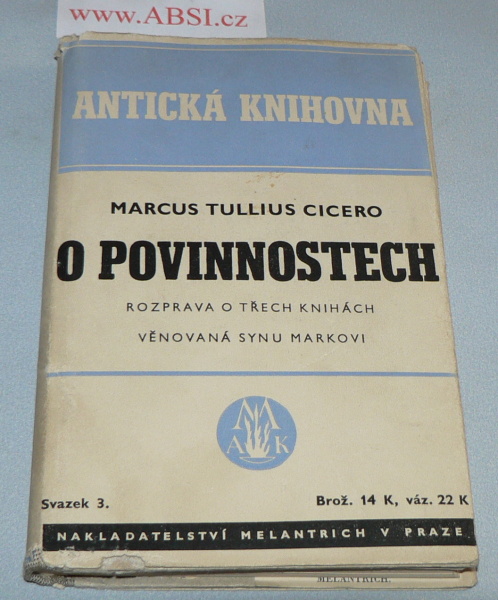 www.ABSI.cz
ANTICKÁ KNIHOVNA
MARCUS TULLIUS CICERO
O POVINNOSTECH
ROZPRAVA O TŘECH KNIHÁCH
VĚNOVANÁ SYNU MARKOVI
M
A K
Svazek 3.
Brož. 14 K, váz. 22 K
NAKLADATELSTVÍ MELANTRICH V PRAZE
MELANTRICH.